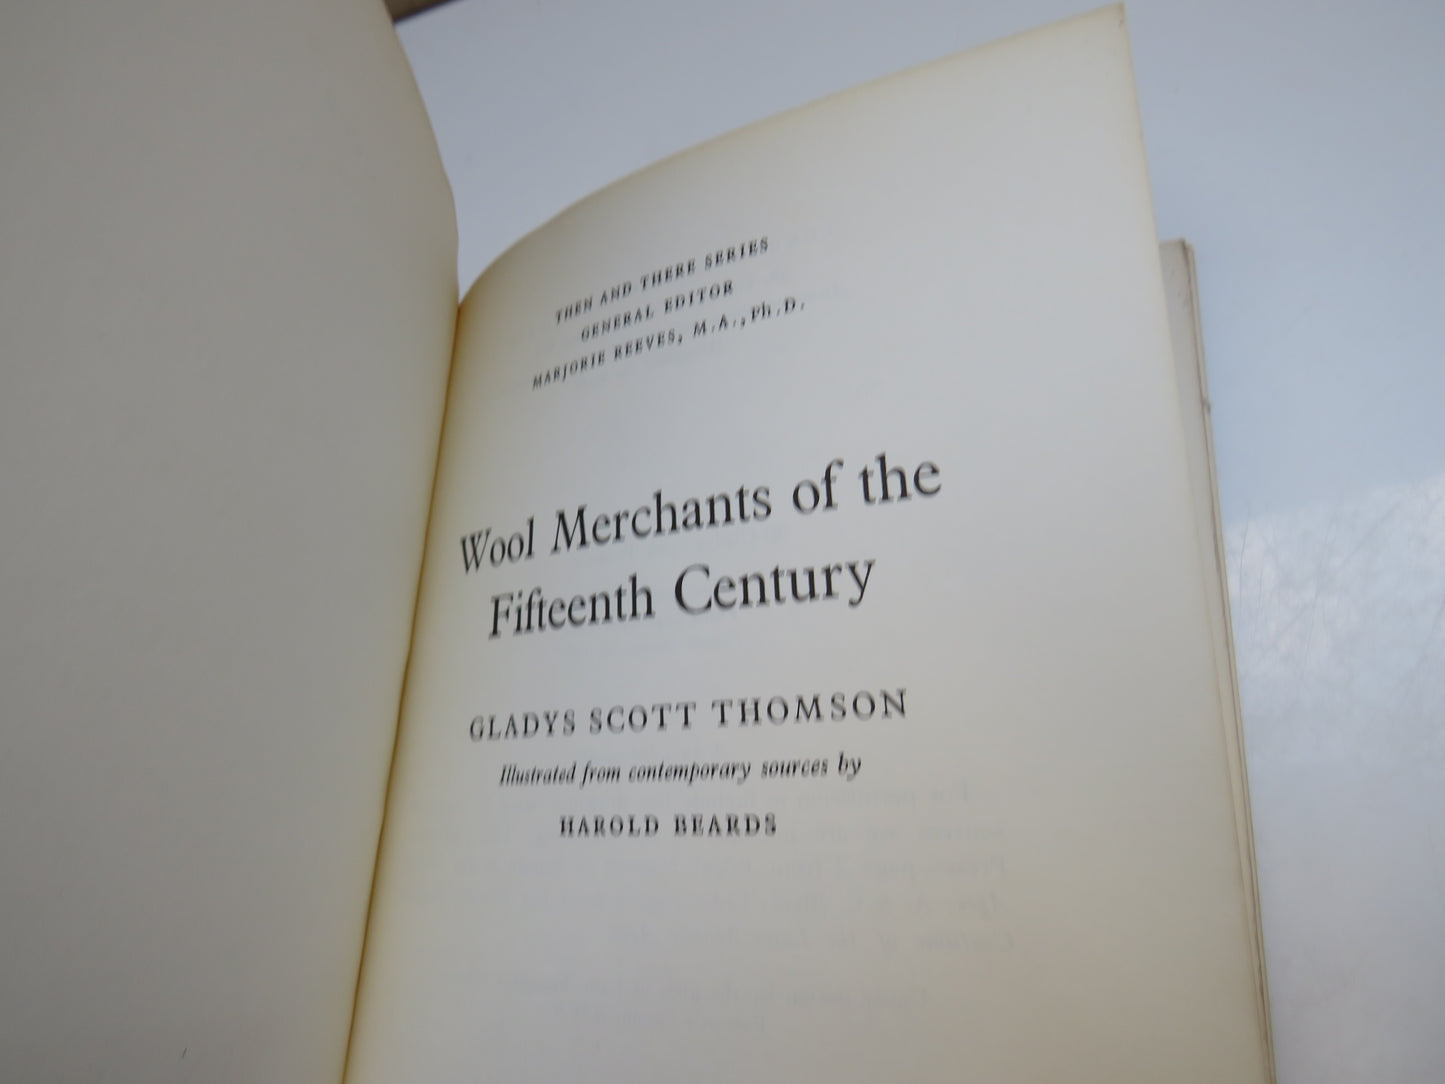 THEN AND THERE SERIES
GENERAL EDITOR
MARJORIE REEVES, M.A., Ph.D.
Wool Merchants of the
Fifteenth Century
GLADYS SCOTT THOMSON
Illustrated from contemporary sources by
HAROLD BEARDS